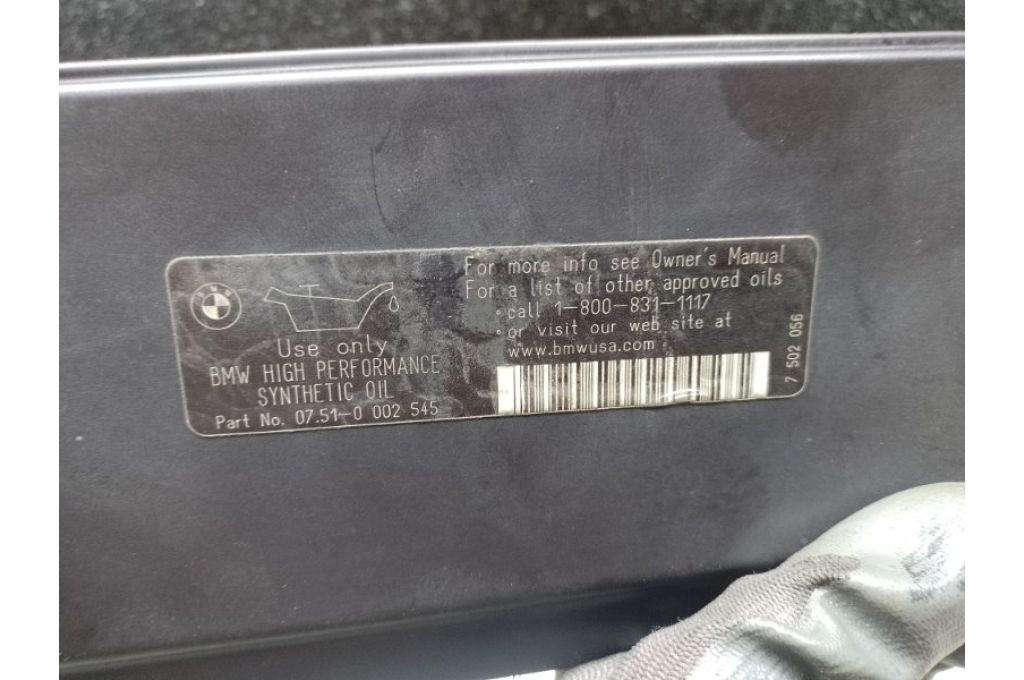 Use only
BMW HIGH PERFORMANCE
SYNTHETIC OIL
Part No. 07.51-0 002 545
For more info see Owner's Manual
For a list of other approved oils
• call 1-800-831-1117
• or visit our web site at
www.bmwusa.com
7 502 056